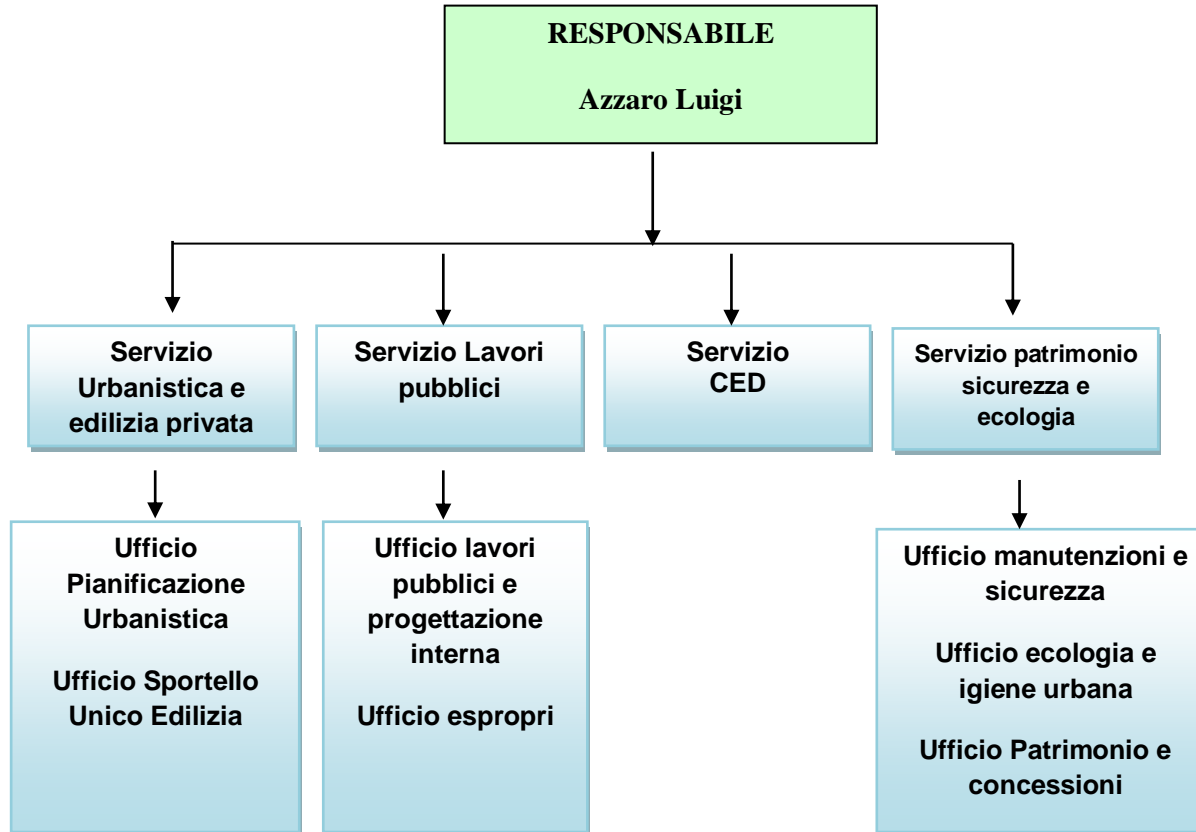 RESPONSABILE
Azzaro Luigi
Servizio
Urbanistica e
edilizia privata
Servizio Lavori
pubblici
Servizio
CED
Servizio patrimonio
sicurezza e
ecologia
Ufficio
Pianificazione
Urbanistica
Ufficio Sportello
Unico Edilizia
Ufficio lavori
pubblici e
progettazione
interna
Ufficio espropri
Ufficio manutenzioni e
sicurezza
Ufficio ecologia e
igiene urbana
Ufficio Patrimonio e
concessioni